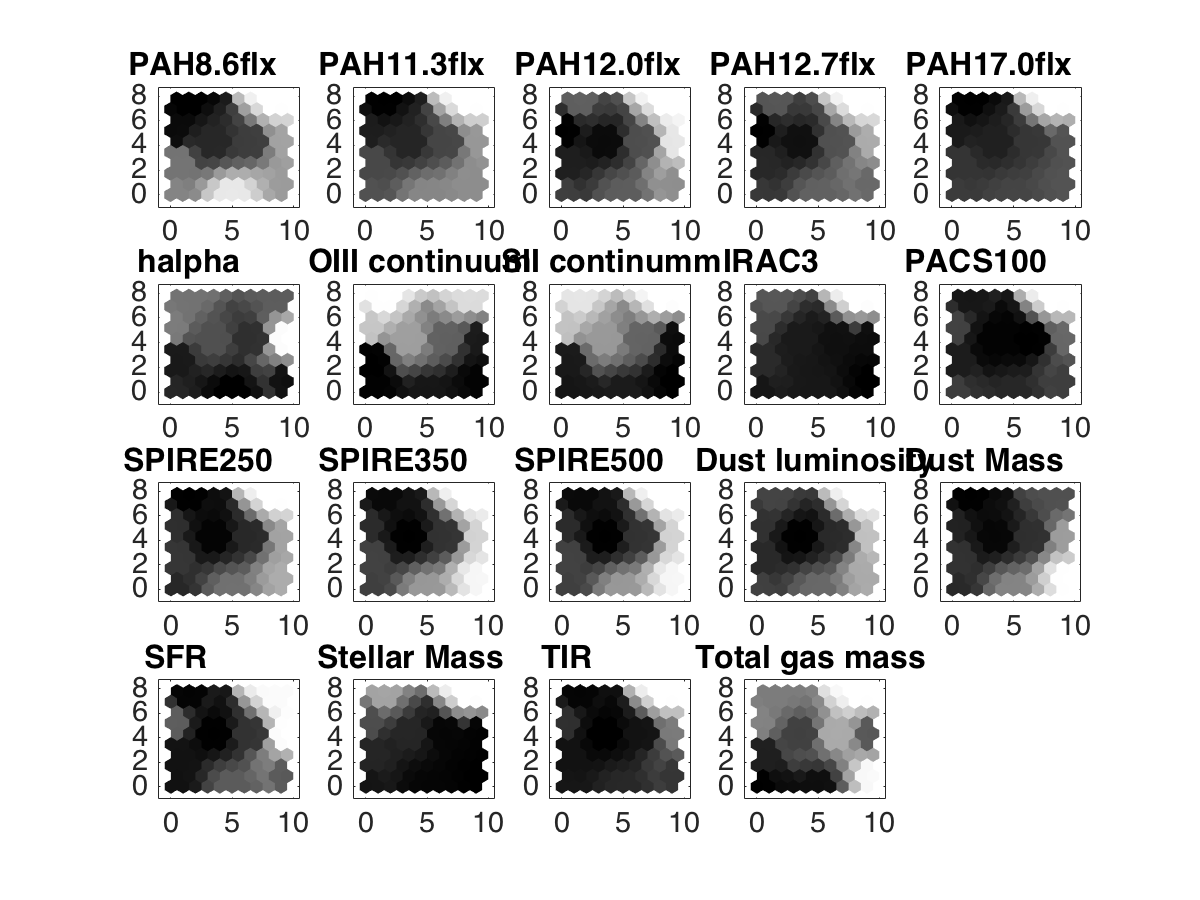 PAH8.6flx PAH11.3flx PAH12.0flx PAH12.7flx PAH17.0flx
8 8 8 8 8
6 6 6 6 6
4 4 4 4 4
2 2 2 2 2
0 0 0 0 0
0 5 10 0 5 10 0 5 10 0 5 10 0 5 10
halpha OIII continuum SII continumm IRAC3 PACS100
8 8 8 8 8
6 6 6 6 6
4 4 4 4 4
2 2 2 2 2
0 0 0 0 0
0 5 10 0 5 10 0 5 10 0 5 10 0 5 10
SPIRE250 SPIRE350 SPIRE500 Dust luminosity Dust Mass
8 8 8 8 8
6 6 6 6 6
4 4 4 4 4
2 2 2 2 2
0 0 0 0 0
0 5 10 0 5 10 0 5 10 0 5 10 0 5 10
SFR Stellar Mass TIR Total gas mass
8 8 8 8
6 6 6 6
4 4 4 4
2 2 2 2
0 0 0 0
0 5 10 0 5 10 0 5 10 0 5 10